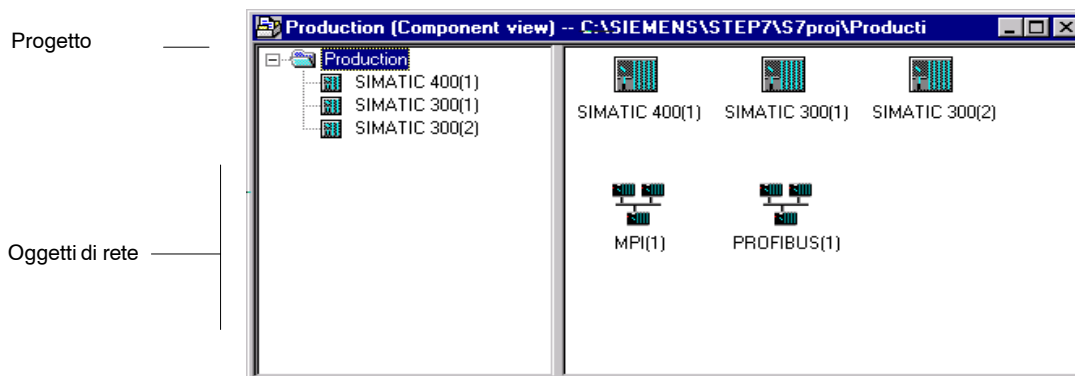 Production (Component view) -- C:\SIEMENS\STEP7\S7proj\Producti
Progetto
Production
SIMATIC 400(1)
SIMATIC 300(1)
SIMATIC 300(2)
SIMATIC 400(1) SIMATIC 300(1) SIMATIC 300(2)
MPI(1) PROFIBUS(1)
Oggetti di rete